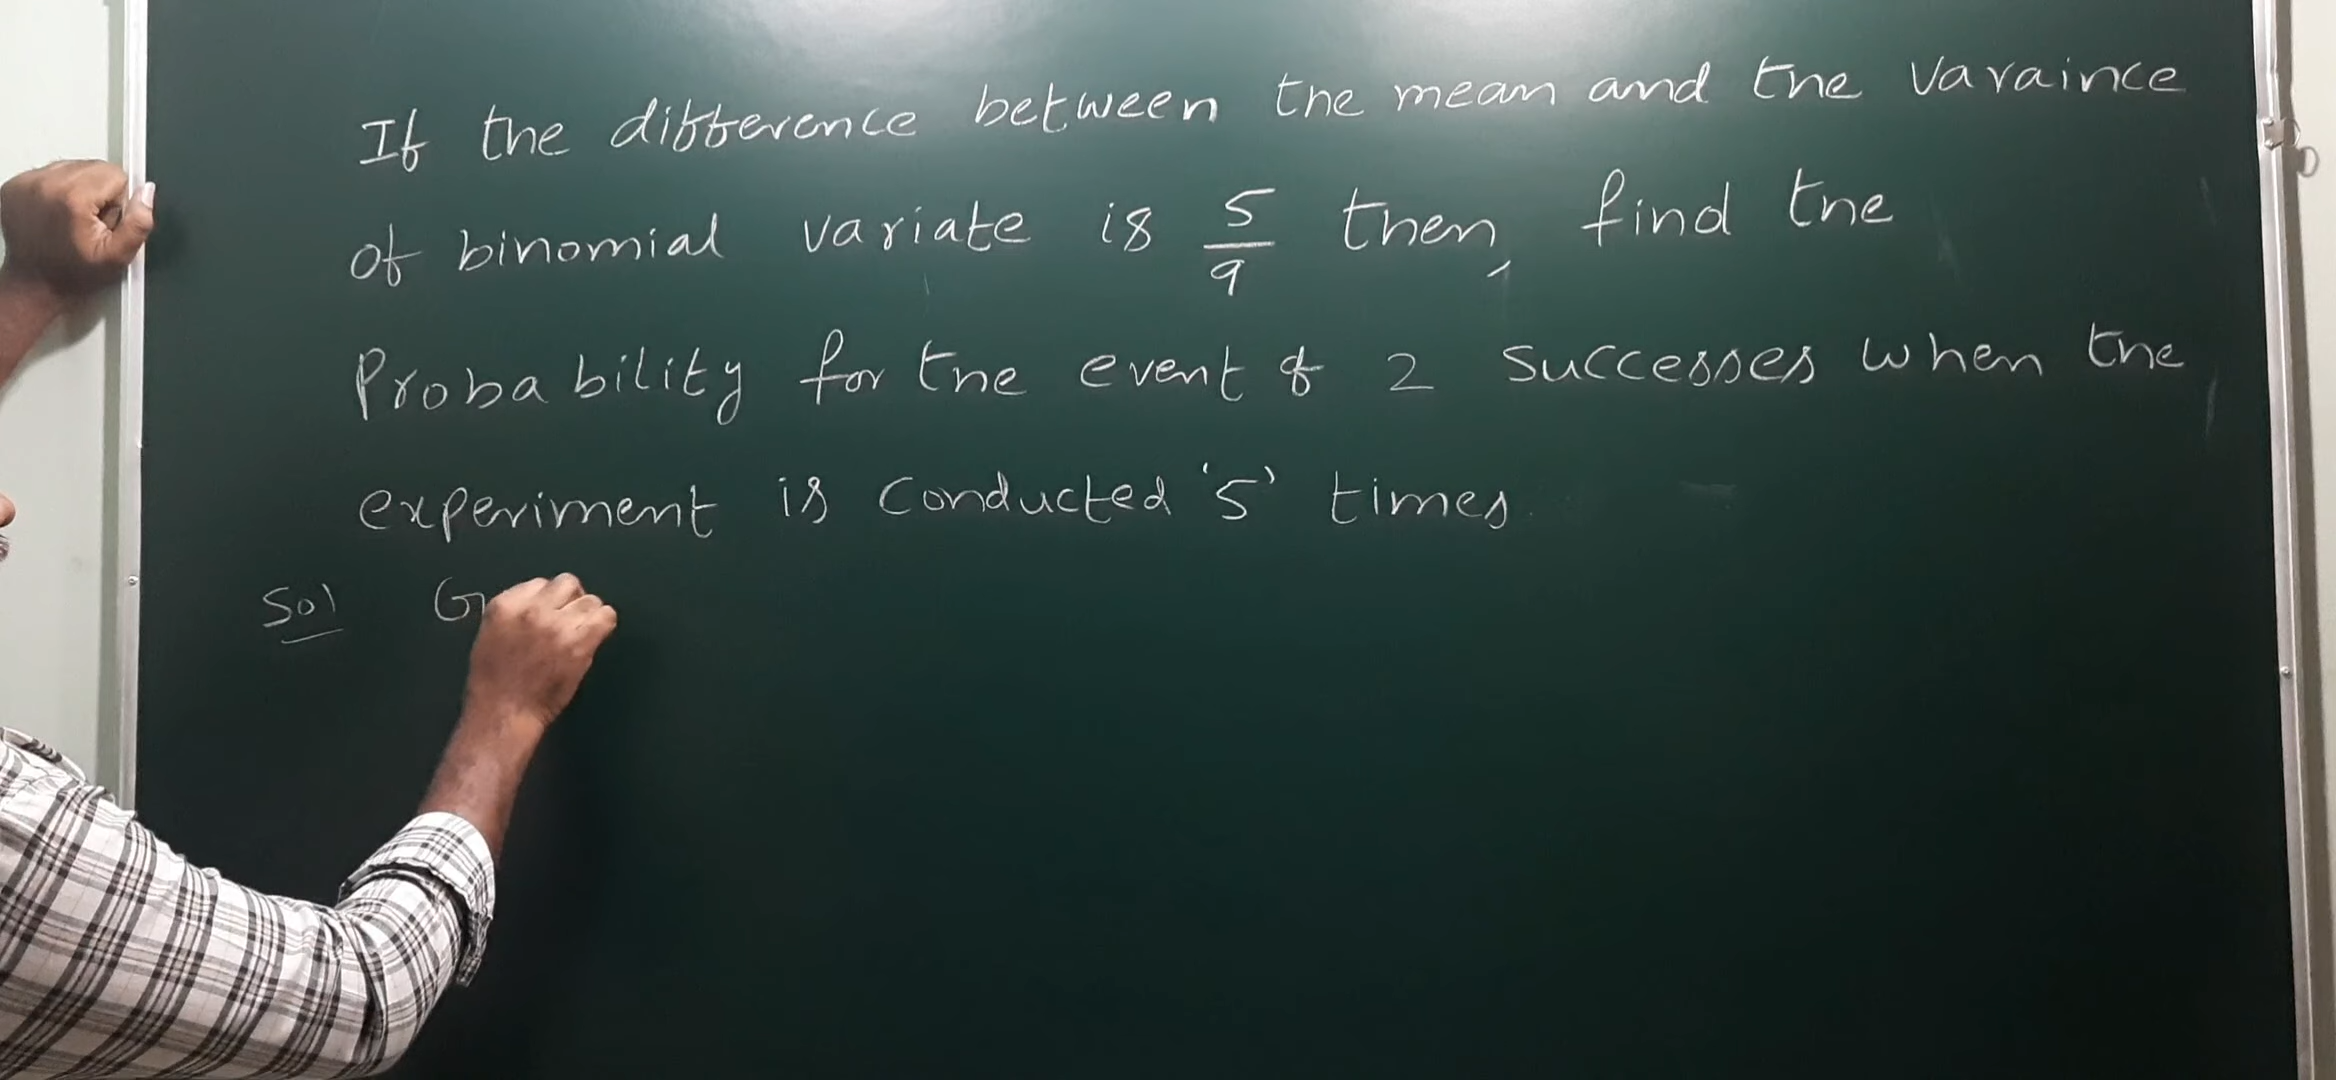 If the difference between the mean and the varaince
of binomial variate is 5/9 then, find the
Probability for the event of 2 successes when the
experiment is conducted '5' times.
Sol G